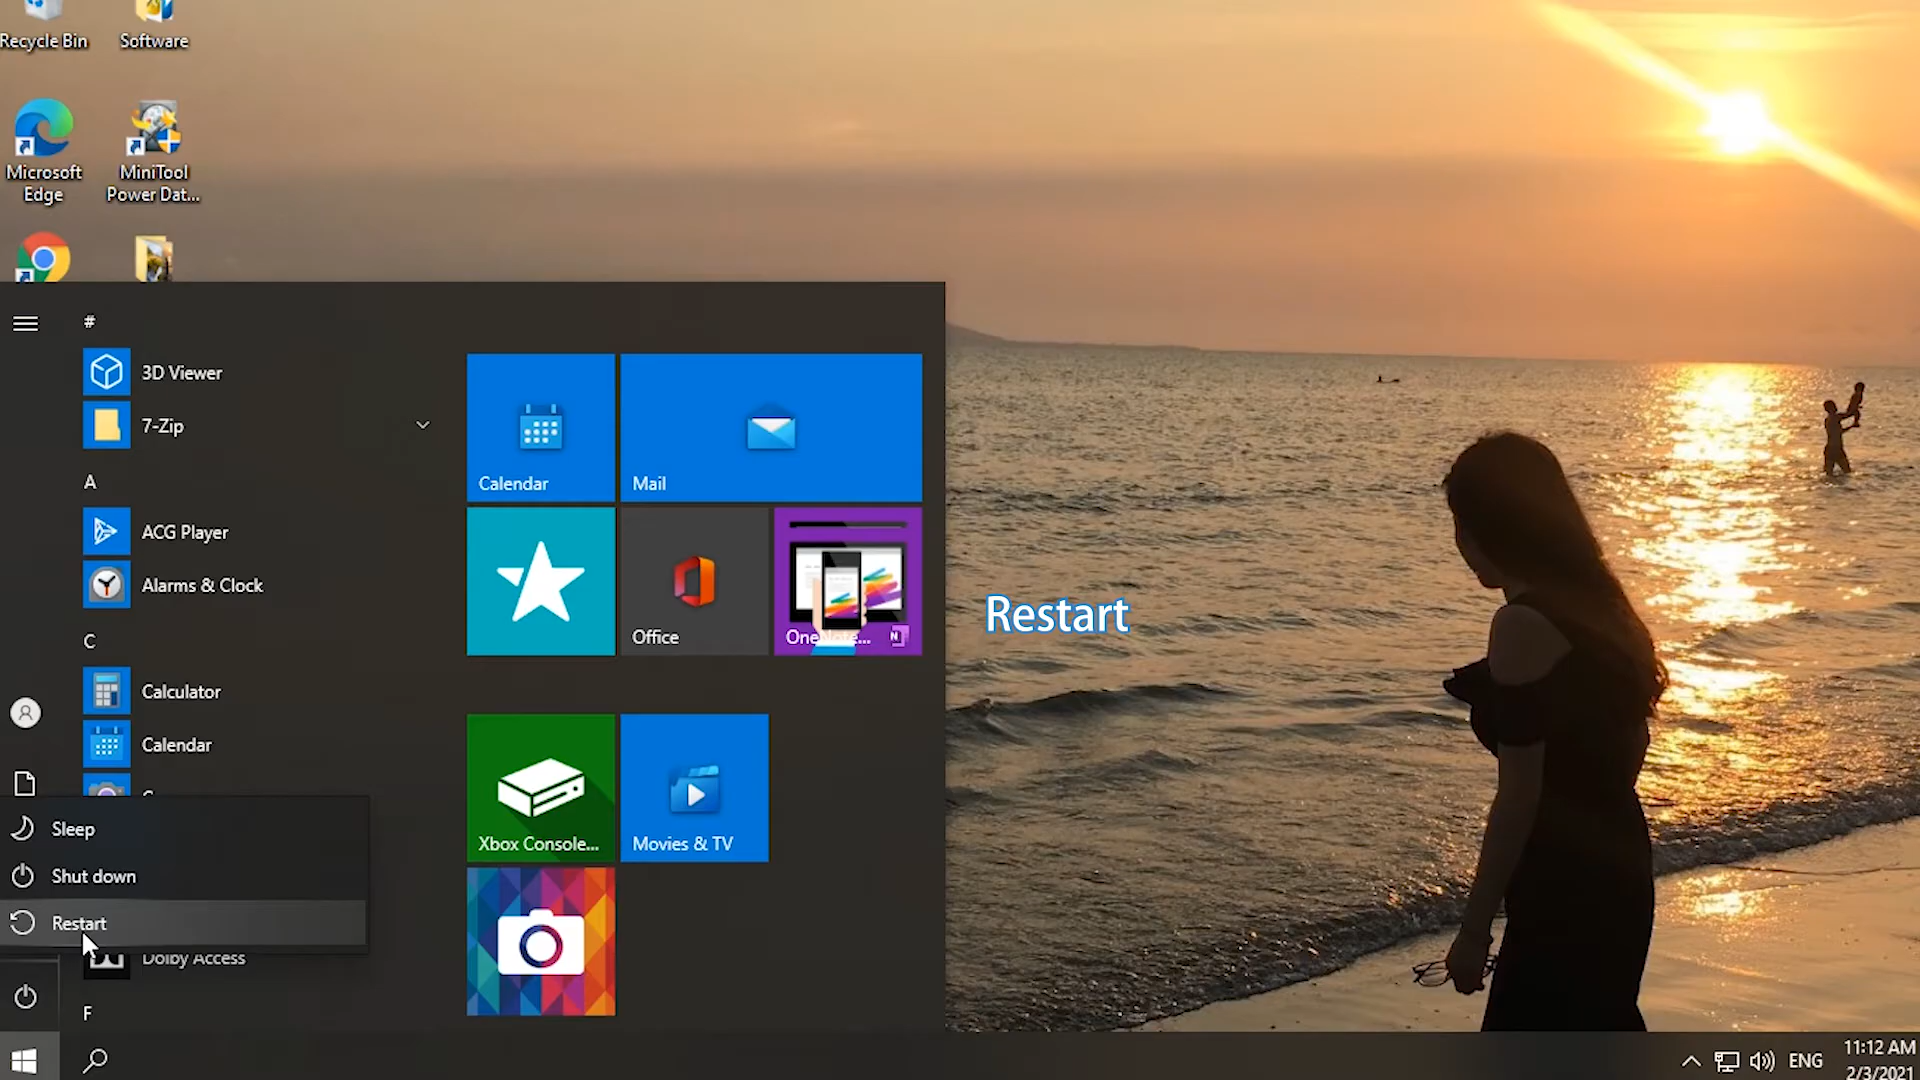 Recycle Bin
Software
Microsoft
Edge
MiniTool
Power Dat...
#
3D Viewer
7-Zip
A
ACG Player
Alarms & Clock
C
Calculator
Calendar
Sleep
Shut down
Restart
Dolby Access
F
Calendar
Mail
Office
OneNote...
N
Xbox Console...
Movies & TV
Restart
ENG
11:12 AM
2/3/2021